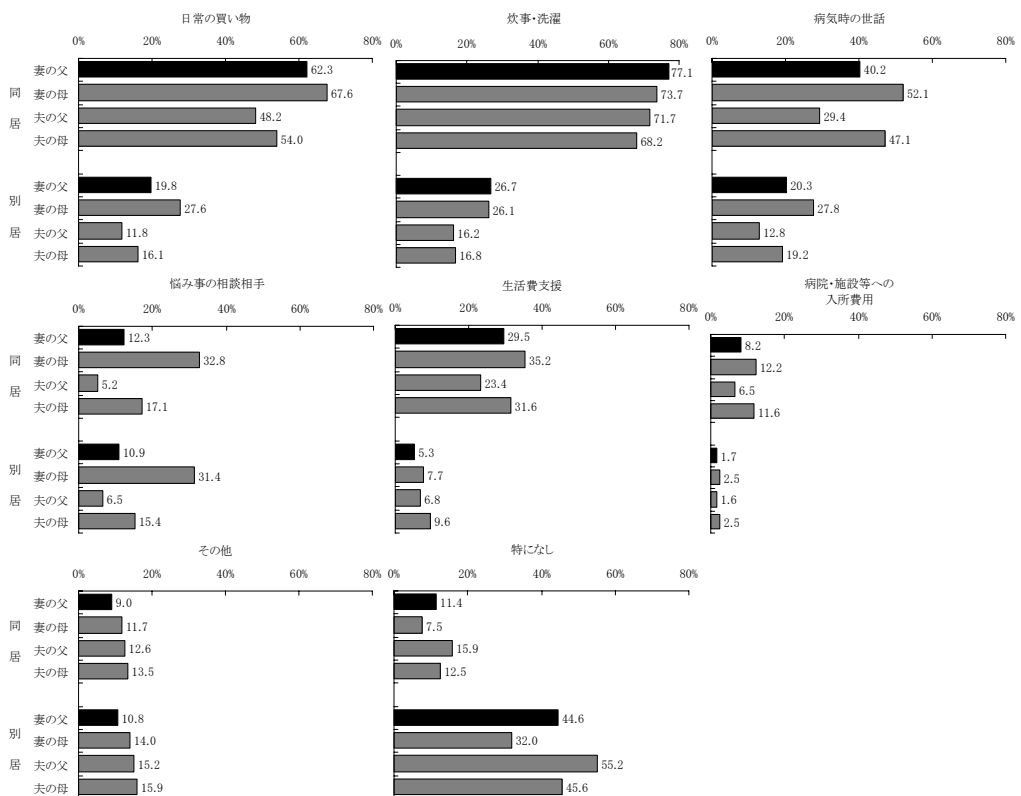 日常の買い物
0% 20% 40% 60% 80%
同居
妻の父 62.3
妻の母 67.6
夫の父 48.2
夫の母 54.0
別居
妻の父 19.8
妻の母 27.6
夫の父 11.8
夫の母 16.1
炊事・洗濯
0% 20% 40% 60% 80%
77.1
73.7
71.7
68.2
26.7
26.1
16.2
16.8
病気時の世話
0% 20% 40% 60% 80%
40.2
52.1
29.4
47.1
20.3
27.8
12.8
19.2
悩み事の相談相手
0% 20% 40% 60% 80%
同居
妻の父 12.3
妻の母 32.8
夫の父 5.2
夫の母 17.1
別居
妻の父 10.9
妻の母 31.4
夫の父 6.5
夫の母 15.4
生活費支援
0% 20% 40% 60% 80%
29.5
35.2
23.4
31.6
5.3
7.7
6.8
9.6
病院・施設等への
入所費用
0% 20% 40% 60% 80%
8.2
12.2
6.5
11.6
1.7
2.5
1.6
2.5
その他
0% 20% 40% 60% 80%
同居
妻の父 9.0
妻の母 11.7
夫の父 12.6
夫の母 13.5
別居
妻の父 10.8
妻の母 14.0
夫の父 15.2
夫の母 15.9
特になし
0% 20% 40% 60% 80%
11.4
7.5
15.9
12.5
44.6
32.0
55.2
45.6